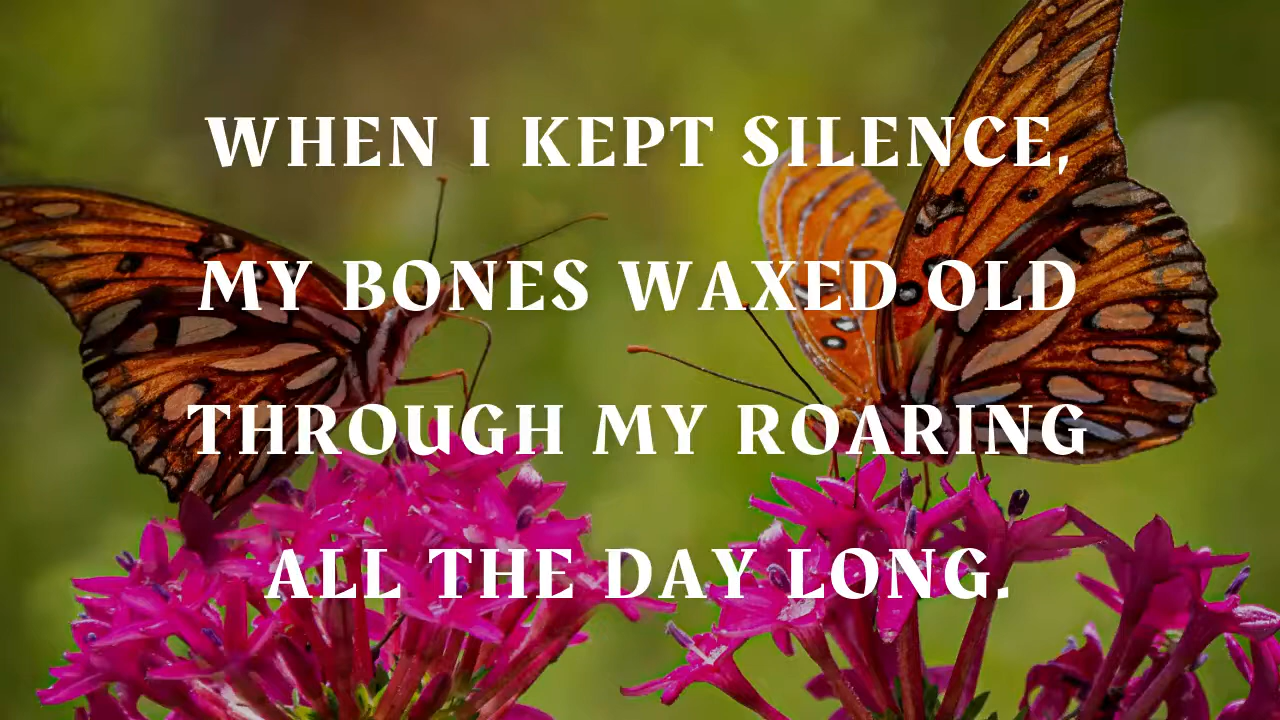 WHEN I KEPT SILENCE,
MY BONES WAXED OLD
THROUGH MY ROARING
ALL THE DAY LONG.